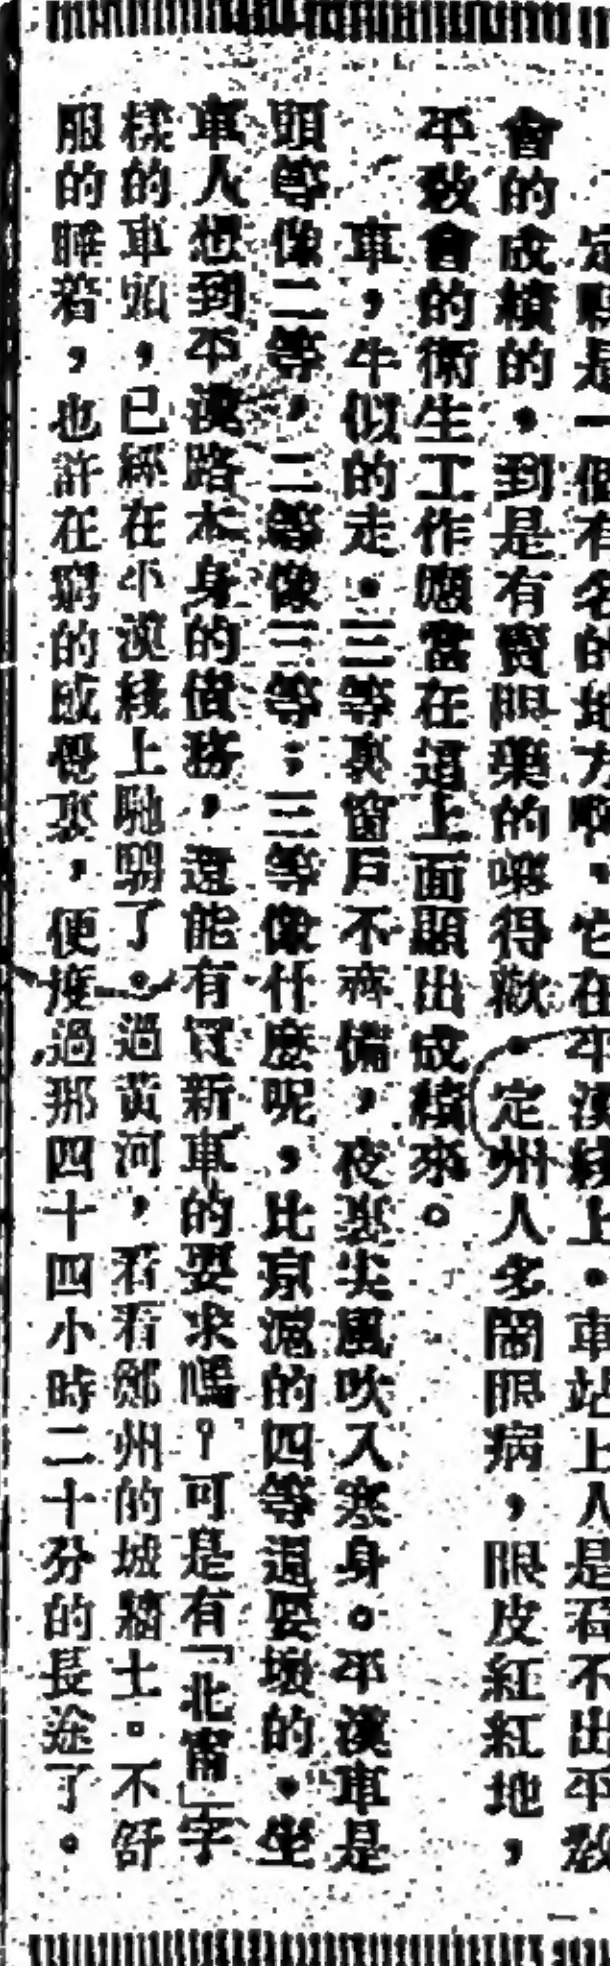 定縣是一個有名的地方啊，它在平漢綫上。車站上人是看不出平敎
會的成績的，到是有賣眼藥的嚷得歡。定州人多鬧眼病，眼皮紅紅地，
平敎會的衛生工作應當在這上面顯出成績來。
車，牛似的走。三等裏窗戶不齊備，夜裏尖風吹入寒身。平漢車是
頭等像二等，二等像三等；三等像什麼呢，比京滬的四等還要壞的。坐
車人想到平漢路本身的債務，還能有買新車的要求嗎？可是有「北甯」字
樣的車頭，已經在平漢綫上馳騁了。過黃河，看看鄭州的城牆土。不舒
服的睡着，也許在窮的感覺裏，便度過那四十四小時二十分的長途了。